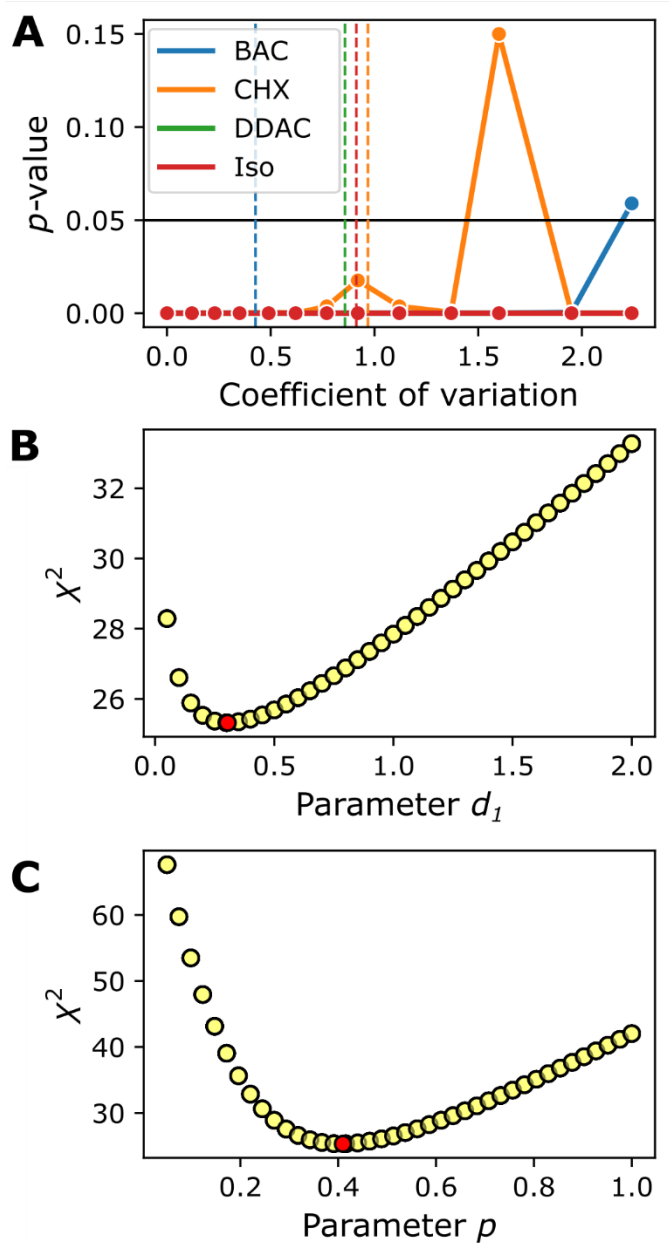 A
0.15
0.10
0.05
0.00
p-value
BAC
CHX
DDAC
Iso
0.0 0.5 1.0 1.5 2.0
Coefficient of variation
B
32
30
28
26
χ²
0.0 0.5 1.0 1.5 2.0
Parameter d₁
C
60
50
40
30
χ²
0.2 0.4 0.6 0.8 1.0
Parameter p